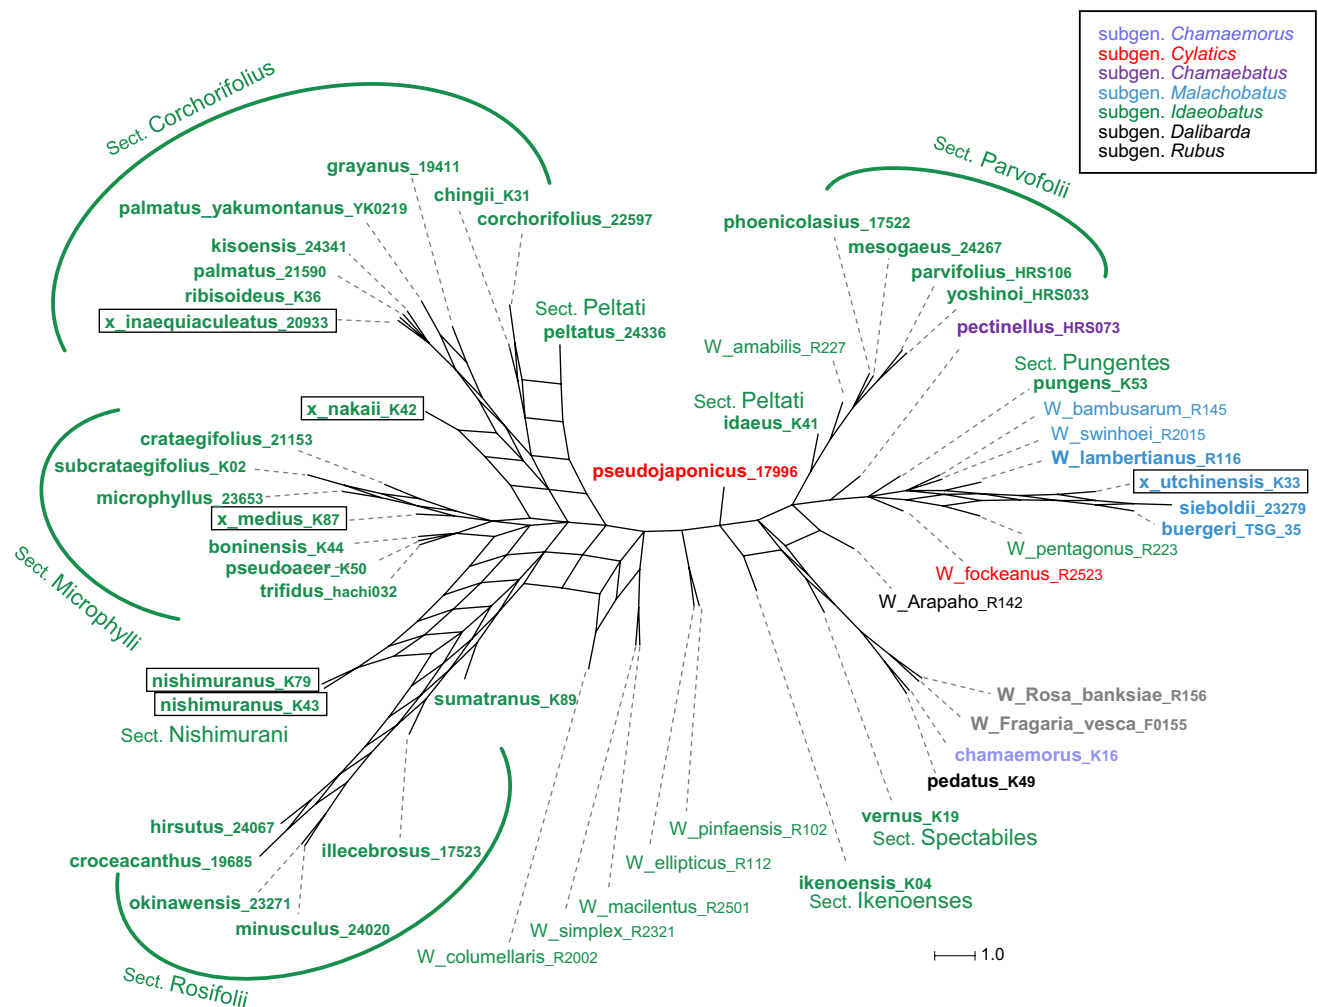 subgen. Chamaemorus
subgen. Cylatics
subgen. Chamaebatus
subgen. Malachobatus
subgen. Idaeobatus
subgen. Dalibarda
subgen. Rubus
Sect. Corchorifolius
grayanus_19411
chingii_K31
palmatus_yakumontanus_YK0219
corchorifolius_22597
kisoensis_24341
palmatus_21590
ribisoideus_K36
x_inaequiaculeatus_20933
Sect. Peltati
peltatus_24336
Sect. Parvofolii
phoenicolasius_17522
mesogaeus_24267
parvifolius_HRS106
yoshinoi_HRS033
pectinellus_HRS073
W_amabilis_R227
Sect. Pungentes
pungens_K53
Sect. Peltati
idaeus_K41
W_bambusarum_R145
W_swinhoei_R2015
W_lambertianus_R116
x_utchinensis_K33
sieboldii_23279
buergeri_TSG_35
pseudojaponicus_17996
x_nakaii_K42
crataegifolius_21153
subcrataegifolius_K02
microphyllus_23653
x_medius_K87
boninensis_K44
pseudoacer_K50
trifidus_hachi032
Sect. Microphylli
W_pentagonus_R223
W_fockeanus_R2523
W_Arapaho_R142
nishimuranus_K79
nishimuranus_K43
Sect. Nishimurani
sumatranus_K89
W_Rosa_banksiae_R156
W_Fragaria_vesca_F0155
chamaemorus_K16
pedatus_K49
vernus_K19
Sect. Spectabiles
hirsutus_24067
croceacanthus_19685
illecebrosus_17523
okinawensis_23271
minusculus_24020
Sect. Rosifolii
W_pinfaensis_R102
W_ellipticus_R112
W_macilentus_R2501
W_simplex_R2321
W_columellaris_R2002
ikenoensis_K04
Sect. Ikenoenses
1.0